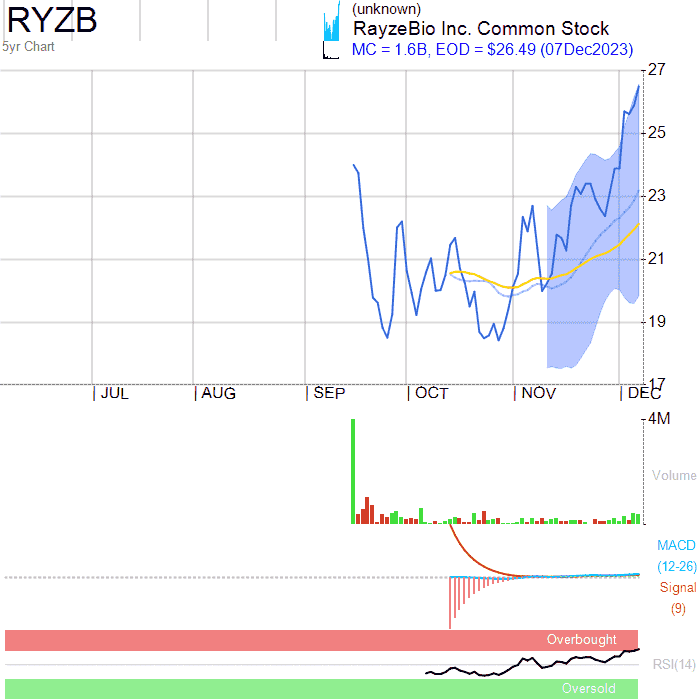 RYZB
5yr Chart
(unknown)
RayzeBio Inc. Common Stock
MC = 1.6B, EOD = $26.49 (07Dec2023)
27
25
23
21
19
17
JUL AUG SEP OCT NOV DEC
4M
Volume
MACD
(12-26)
Signal
(9)
Overbought
RSI(14)
Oversold